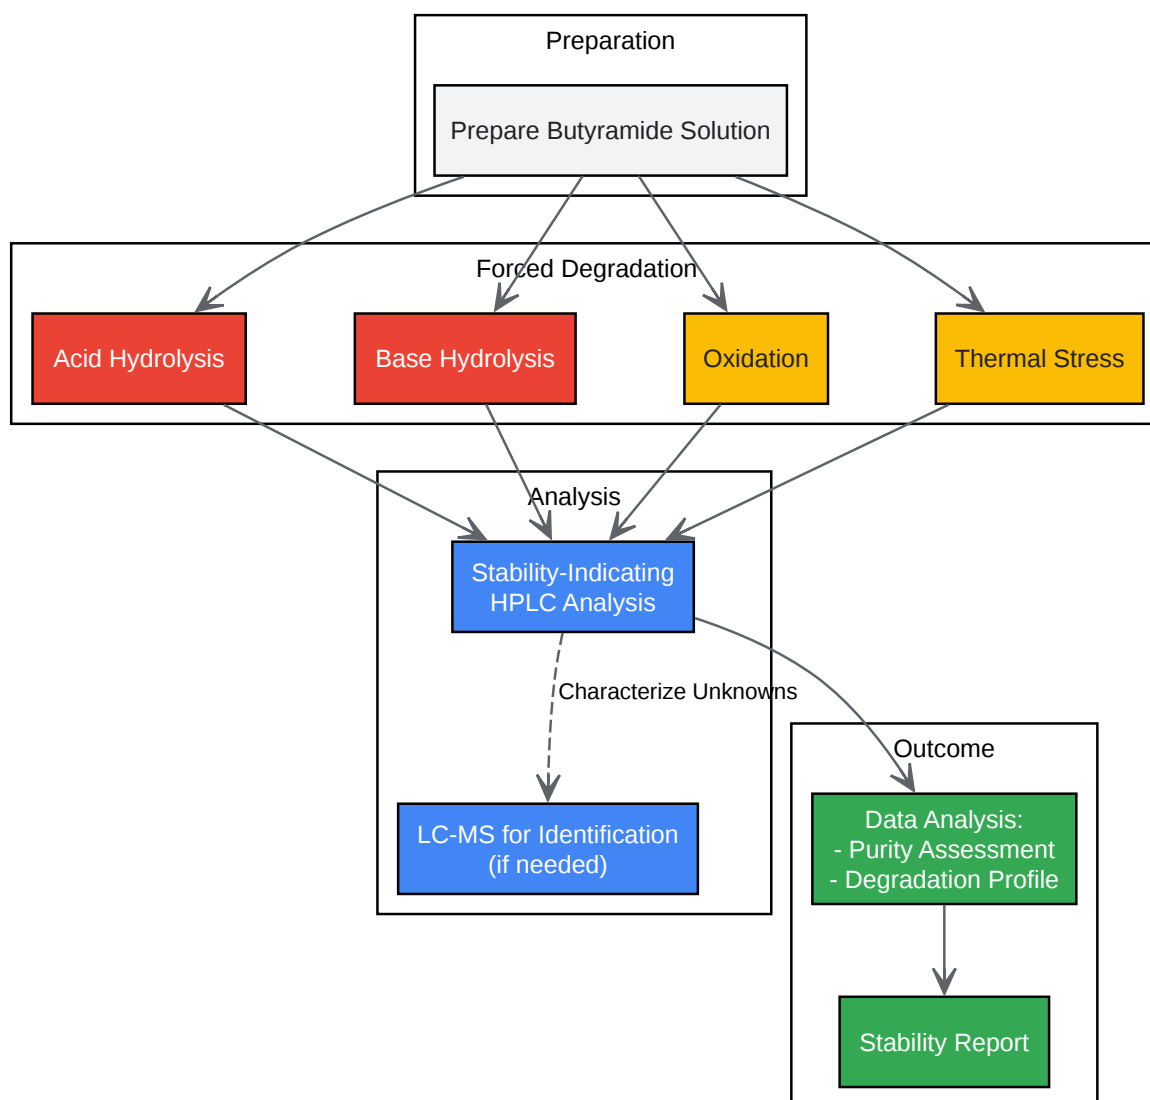 Preparation
Prepare Butyramide Solution
Forced Degradation
Acid Hydrolysis
Base Hydrolysis
Oxidation
Thermal Stress
Analysis
Stability-Indicating
HPLC Analysis
Characterize Unknowns
LC-MS for Identification
(if needed)
Outcome
Data Analysis:
- Purity Assessment
- Degradation Profile
Stability Report